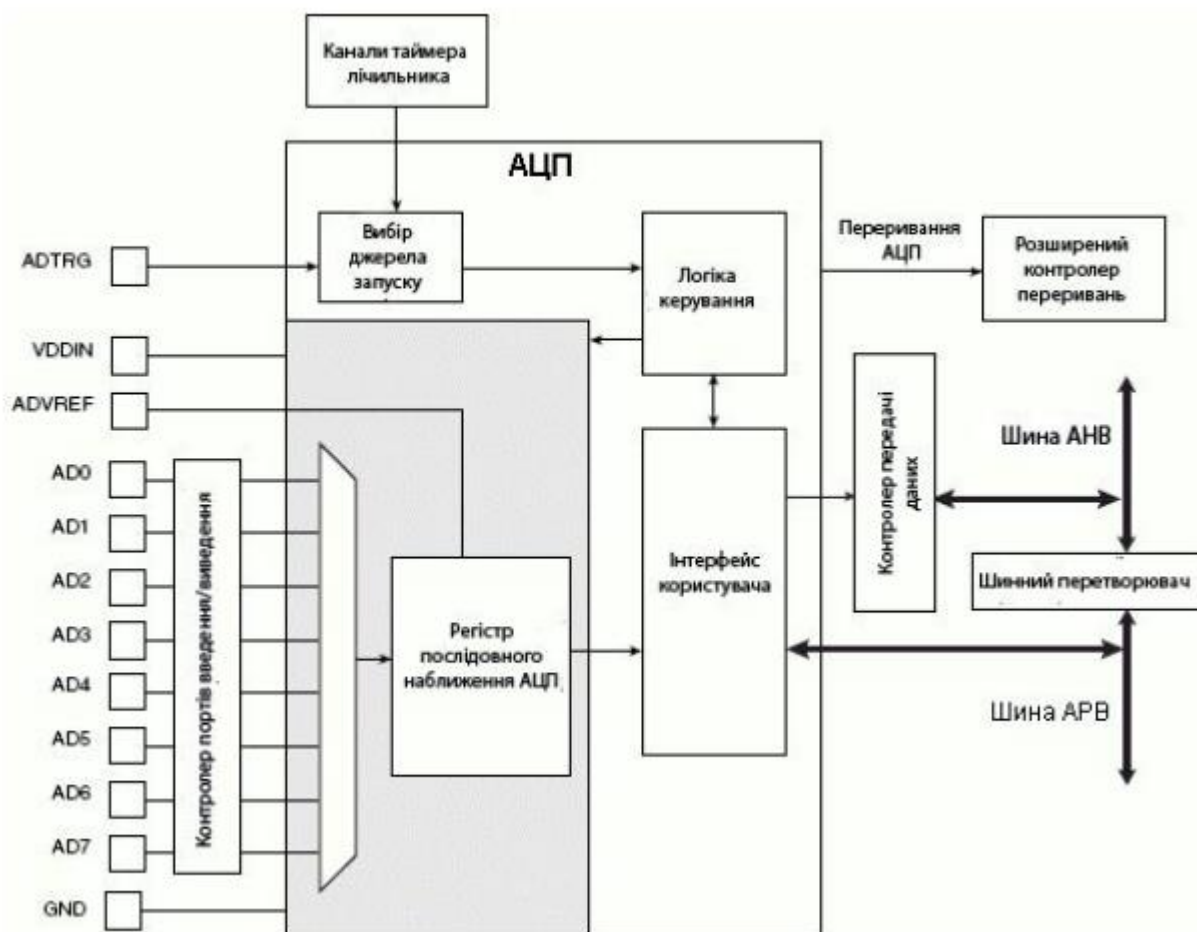 Канали таймера
лічильника
АЦП
ADTRG
Вибір
джерела
запуску
Логіка
керування
Переривання
АЦП
Розширений
контролер
переривань
VDDIN
ADVREF
AD0
AD1
AD2
AD3
AD4
AD5
AD6
AD7
GND
Контролер портів введення/виведення
Регістр
послідовного
наближення АЦП
Інтерфейс
користувача
Контролер передачі
даних
Шина АНВ
Шинний перетворювач
Шина АРВ